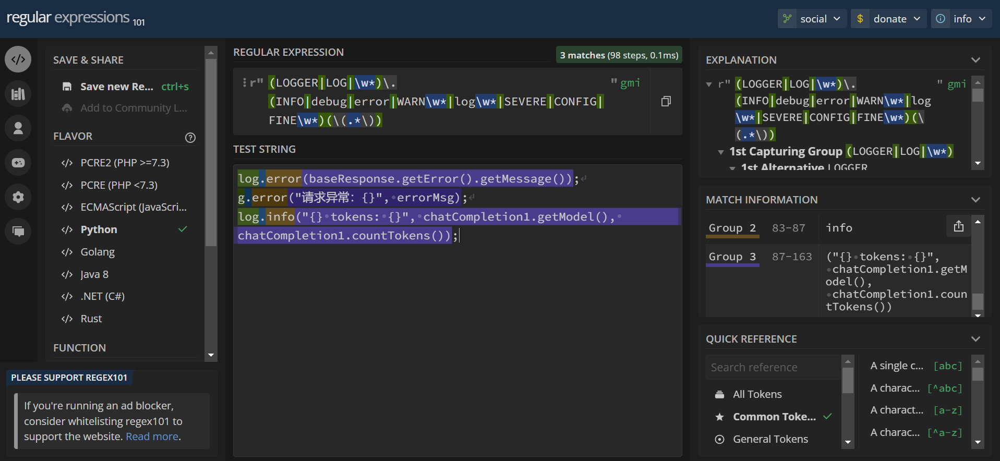 regular expressions 101
social
donate
info
SAVE & SHARE
Save new Re... ctrl+s
Add to Community L...
FLAVOR
PCRE2 (PHP >=7.3)
PCRE (PHP <7.3)
ECMAScript (JavaScri...
Python
Golang
Java 8
.NET (C#)
Rust
FUNCTION
PLEASE SUPPORT REGEX101
If you're running an ad blocker,
consider whitelisting regex101 to
support the website. Read more.
REGULAR EXPRESSION
3 matches (98 steps, 0.1ms)
r" (LOGGER|LOG|\w*)\. " gmi
(INFO|debug|error|WARN\w*|log\w*|SEVERE|CONFIG|
FINE\w*)(\(.*\))
TEST STRING
log.error(baseResponse.getError().getMessage());
g.error("请求异常：{}", errorMsg);
log.info("{} tokens: {}", chatCompletion1.getModel(),
chatCompletion1.countTokens());
EXPLANATION
r" (LOGGER|LOG|\w*)\. " gmi
(INFO|debug|error|WARN\w*|log
\w*|SEVERE|CONFIG|FINE\w*)(\
(.*\))
1st Capturing Group (LOGGER|LOG|\w*)
1st Alternative LOGGER
MATCH INFORMATION
Group 2 83-87 info
Group 3 87-163 ("{} tokens: {}",
chatCompletion1.getM
odel(),
chatCompletion1.coun
tTokens())
QUICK REFERENCE
Search reference
All Tokens
Common Toke...
General Tokens
A single c... [abc]
A charac... [^abc]
A charact... [a-z]
A charac... [^a-z]